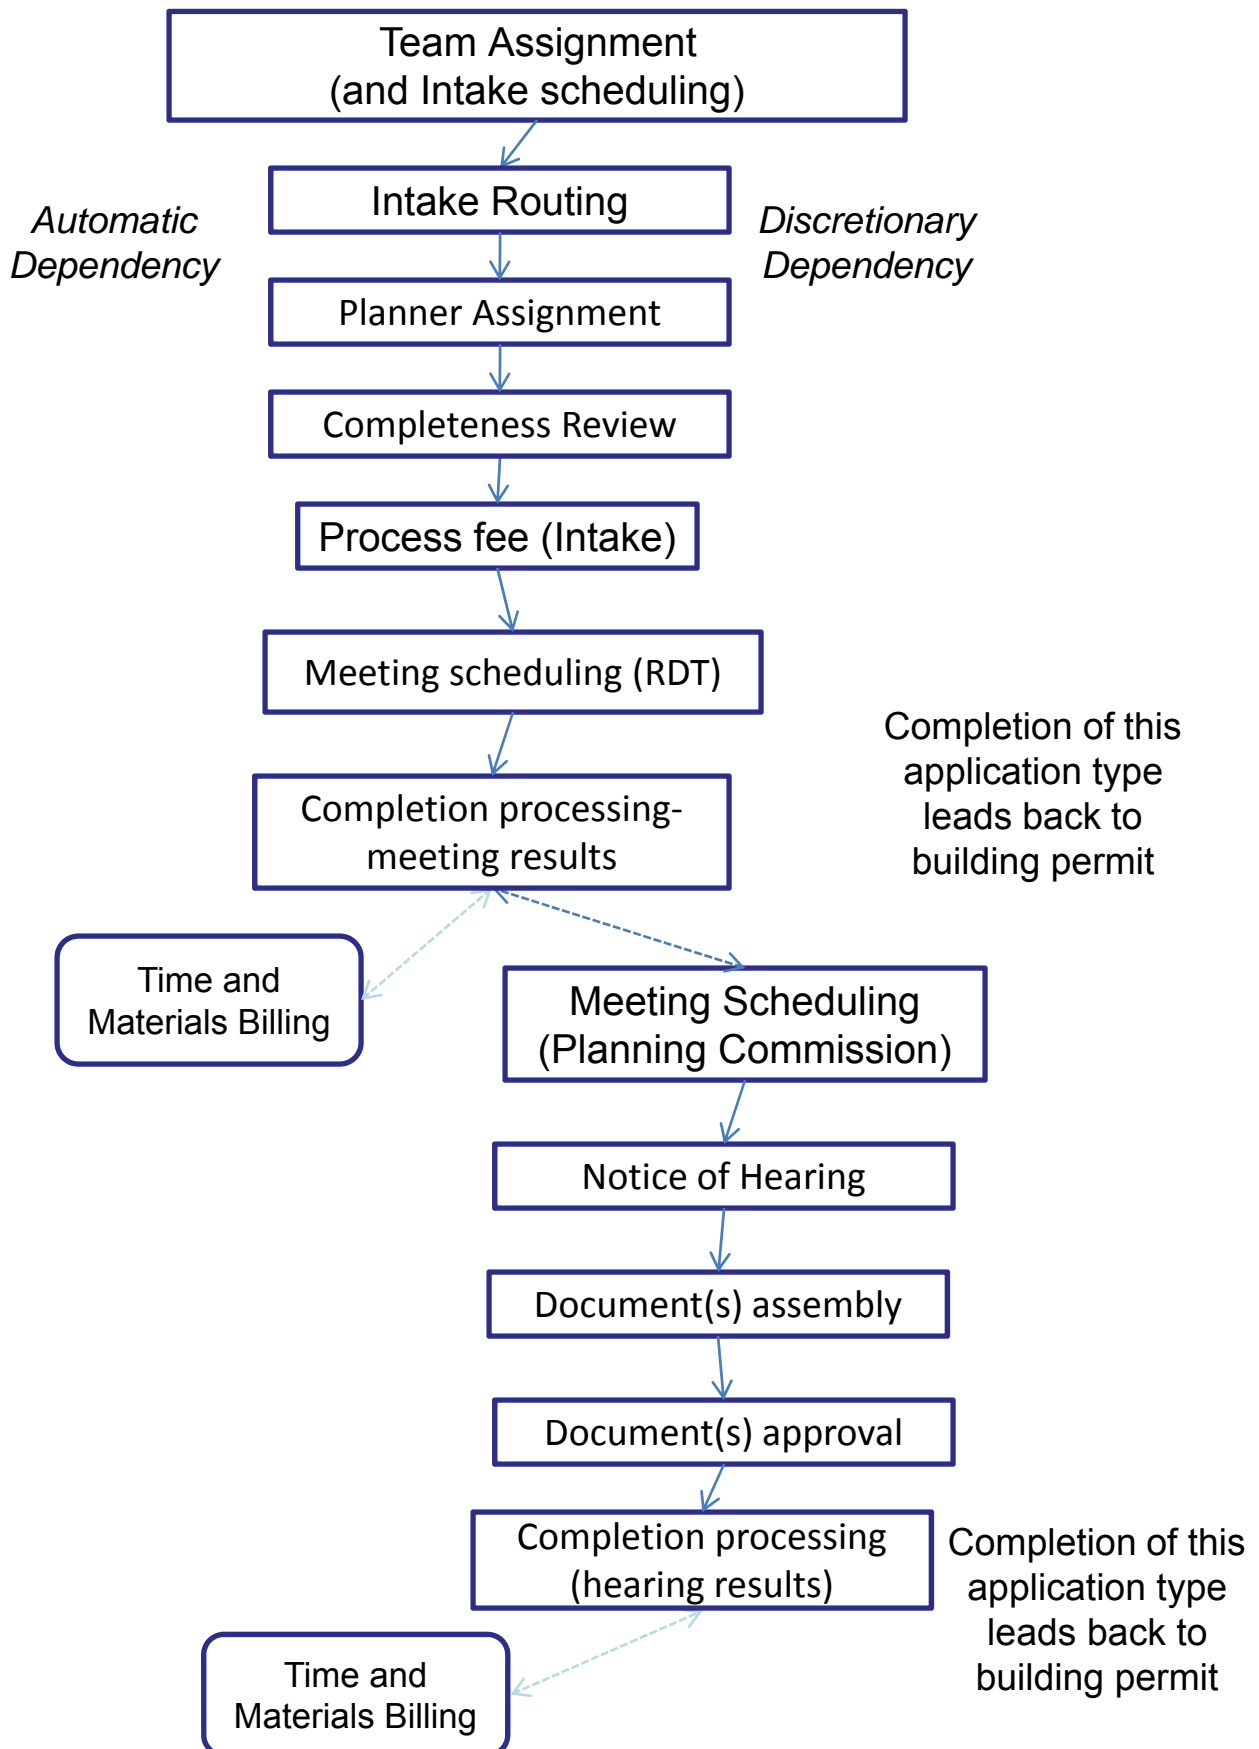 Team Assignment
(and Intake scheduling)
Intake Routing
Automatic
Dependency
Discretionary
Dependency
Planner Assignment
Completeness Review
Process fee (Intake)
Meeting scheduling (RDT)
Completion of this
application type
leads back to
building permit
Completion processing-
meeting results
Time and
Materials Billing
Meeting Scheduling
(Planning Commission)
Notice of Hearing
Document(s) assembly
Document(s) approval
Completion processing
(hearing results)
Completion of this
application type
leads back to
building permit
Time and
Materials Billing